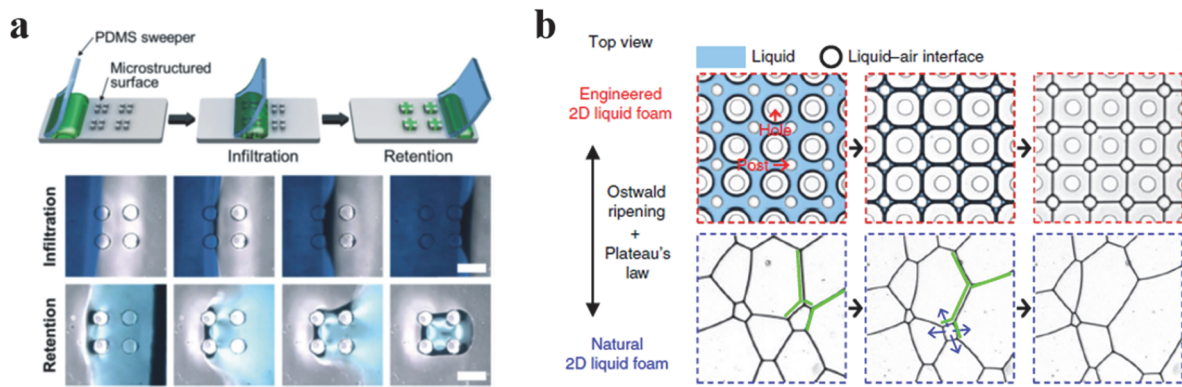 a
PDMS sweeper
Microstructured
surface
Infiltration
Retention
Infiltration
Retention
b
Top view
Liquid
Liquid–air interface
Engineered
2D liquid foam
Hole
Post
Ostwald
ripening
+
Plateau's
law
Natural
2D liquid foam